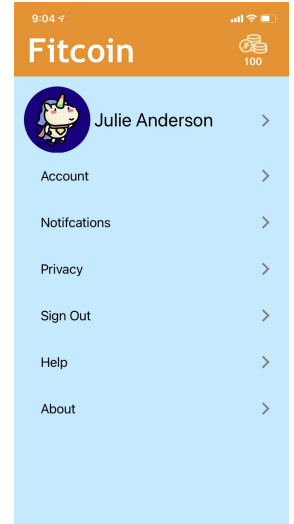 9:04
Fitcoin
100
Julie Anderson
Account
Notifcations
Privacy
Sign Out
Help
About